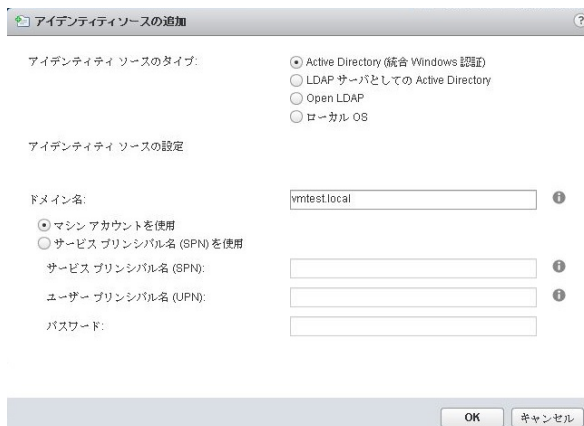 アイデンティティ ソースの追加
?
アイデンティティ ソースのタイプ:
Active Directory (統合 Windows 認証)
LDAP サーバとしての Active Directory
Open LDAP
ローカル OS
アイデンティティ ソースの設定
ドメイン名:
vmtest.local
マシン アカウントを使用
サービス プリンシパル名 (SPN) を使用
サービス プリンシパル名 (SPN):
ユーザー プリンシパル名 (UPN):
パスワード:
OK
キャンセル